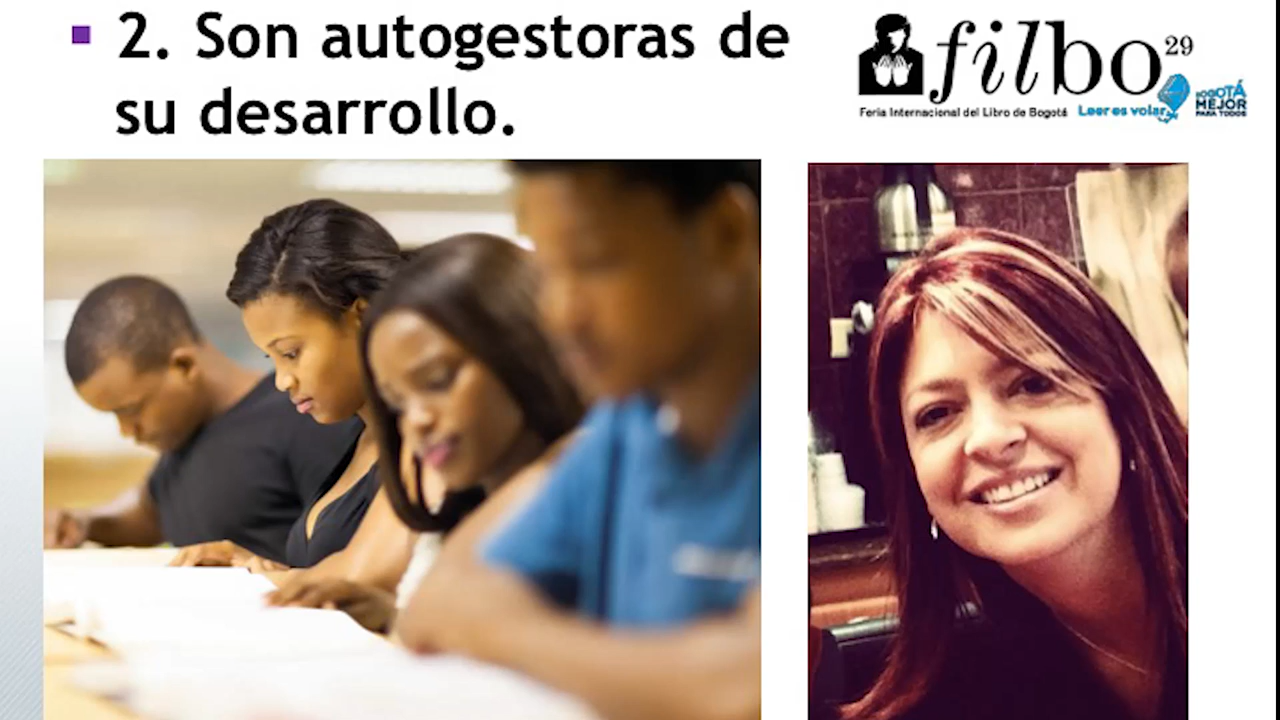 2. Son autogestoras de
su desarrollo.
filbo 29
Feria Internacional del Libro de Bogotá Leer es volar
BOGOTÁ
MEJOR
PARA TODOS